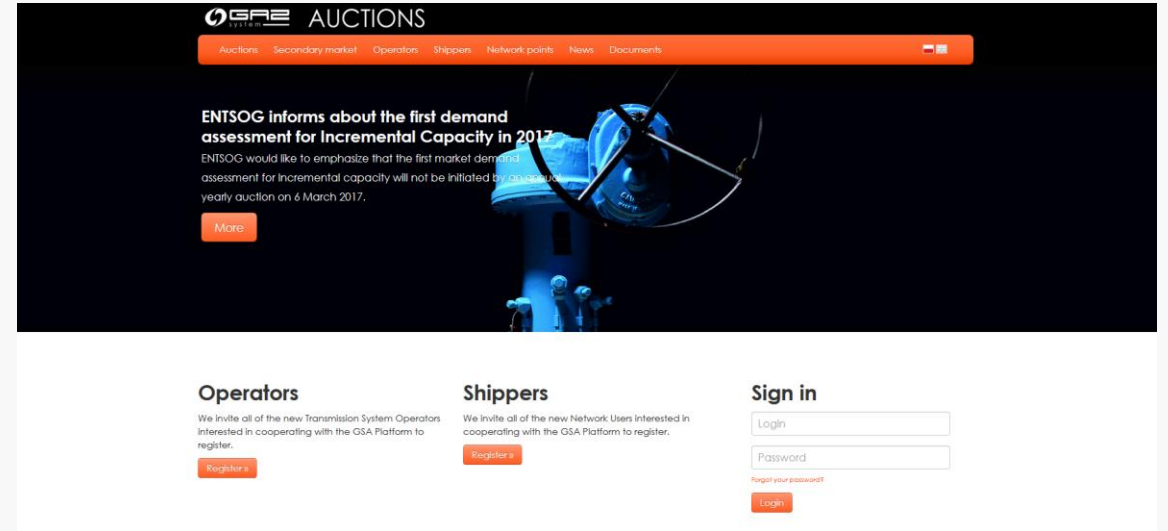 GAZ
system
AUCTIONS
Auctions Secondary market Operators Shippers Network points News Documents
ENTSOG informs about the first demand
assessment for Incremental Capacity in 2017
ENTSOG would like to emphasize that the first market demand
assessment for Incremental capacity will not be initiated by an annual
yearly auction on 6 March 2017.
More
Operators
We invite all of the new Transmission System Operators
interested in cooperating with the GSA Platform to
register.
Register »
Shippers
We invite all of the new Network Users interested in
cooperating with the GSA Platform to register.
Register »
Sign in
Login
Password
Forgot your password?
Login